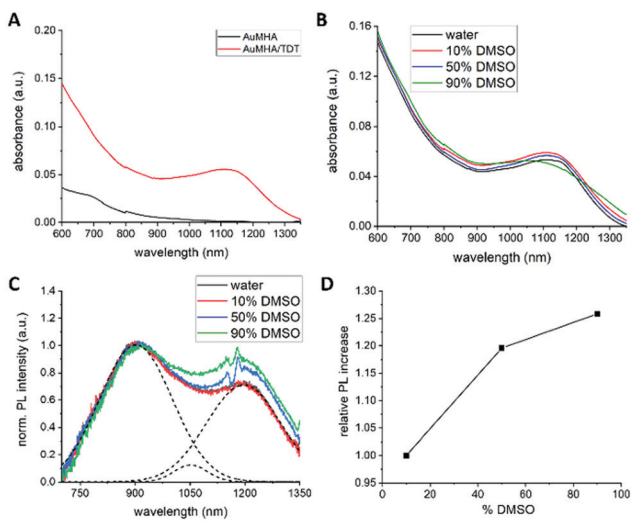 A
AuMHA
AuMHA/TDT
0.20
0.15
0.10
0.05
0.00
absorbance (a.u.)
600 700 800 900 1000 1100 1200 1300
wavelength (nm)
B
water
10% DMSO
50% DMSO
90% DMSO
0.16
0.12
0.08
0.04
0.00
absorbance (a.u.)
600 700 800 900 1000 1100 1200 1300
wavelength (nm)
C
water
10% DMSO
50% DMSO
90% DMSO
1.4
1.2
1.0
0.8
0.6
0.4
0.2
0.0
norm. PL intensity (a.u.)
750 900 1050 1200 1350
wavelength (nm)
D
1.30
1.25
1.20
1.15
1.10
1.05
1.00
0.95
relative PL increase
0 20 40 60 80 100
% DMSO